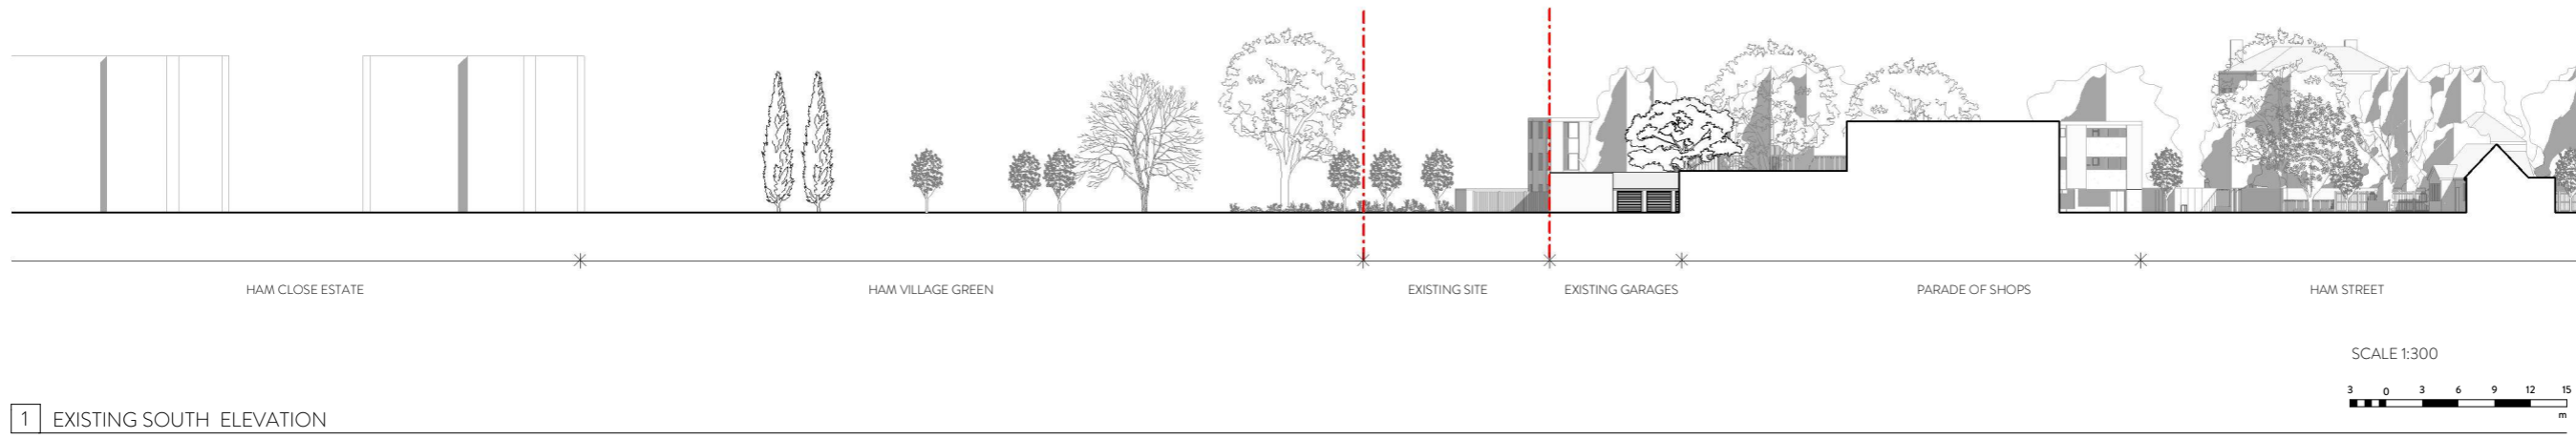 HAM CLOSE ESTATE
HAM VILLAGE GREEN
EXISTING SITE
EXISTING GARAGES
PARADE OF SHOPS
HAM STREET
SCALE 1:300
3 0 3 6 9 12 15
m
1 EXISTING SOUTH ELEVATION